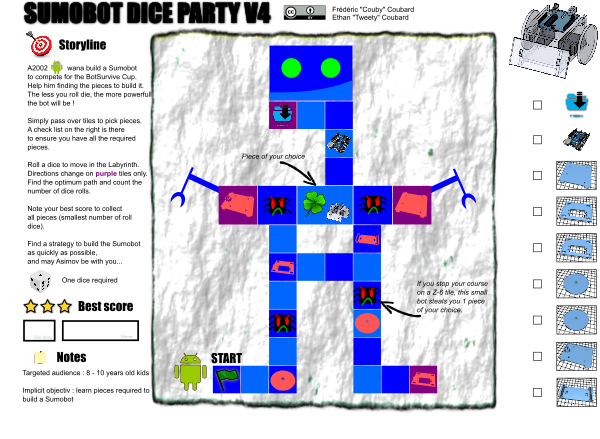 SUMOBOT DICE PARTY V4
Frédéric "Couby" Coubard
Ethan "Tweety" Coubard
Storyline
A2002 wana build a Sumobot
to compete for the BotSurvive Cup.
Help him finding the pieces to build it.
The less you roll die, the more powerfull
the bot will be !
Simply pass over tiles to pick pieces.
A check list on the right is there
to ensure you have all the required
pieces.
Roll a dice to move in the Labyrinth.
Directions change on purple tiles only.
Find the optimum path and count the
number of dice rolls.
Note your best score to collect
all pieces (smallest number of roll
dice).
Find a strategy to build the Sumobot
as quickly as possible,
and may Asimov be with you...
One dice required
Best score
Notes
Targeted audience : 8 - 10 years old kids
Implicit objectiv : learn pieces required to
build a Sumobot
Piece of your choice
If you stop your course
on a Z-6 tile, this small
bot steals you 1 piece
of your choice.
START